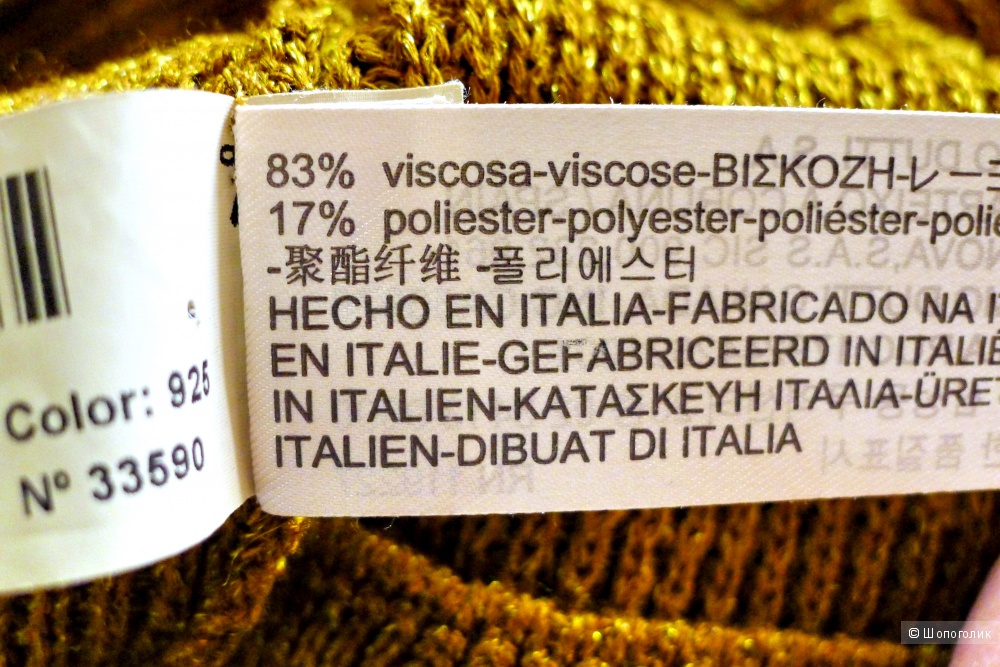 Color: 925
Nº 33590
83% viscosa-viscose-ΒΙΣΚΟΖΗ-レーヨ
17% poliester-polyester-poliéster-polie
-聚酯纤维 -폴리에스터
HECHO EN ITALIA-FABRICADO NA I
EN ITALIE-GEFABRICEERD IN ITALIE
IN ITALIEN-ΚΑΤΑΣΚΕΥΗ ΙΤΑΛΙΑ-ÜRET
ITALIEN-DIBUAT DI ITALIA
© Шопоголик